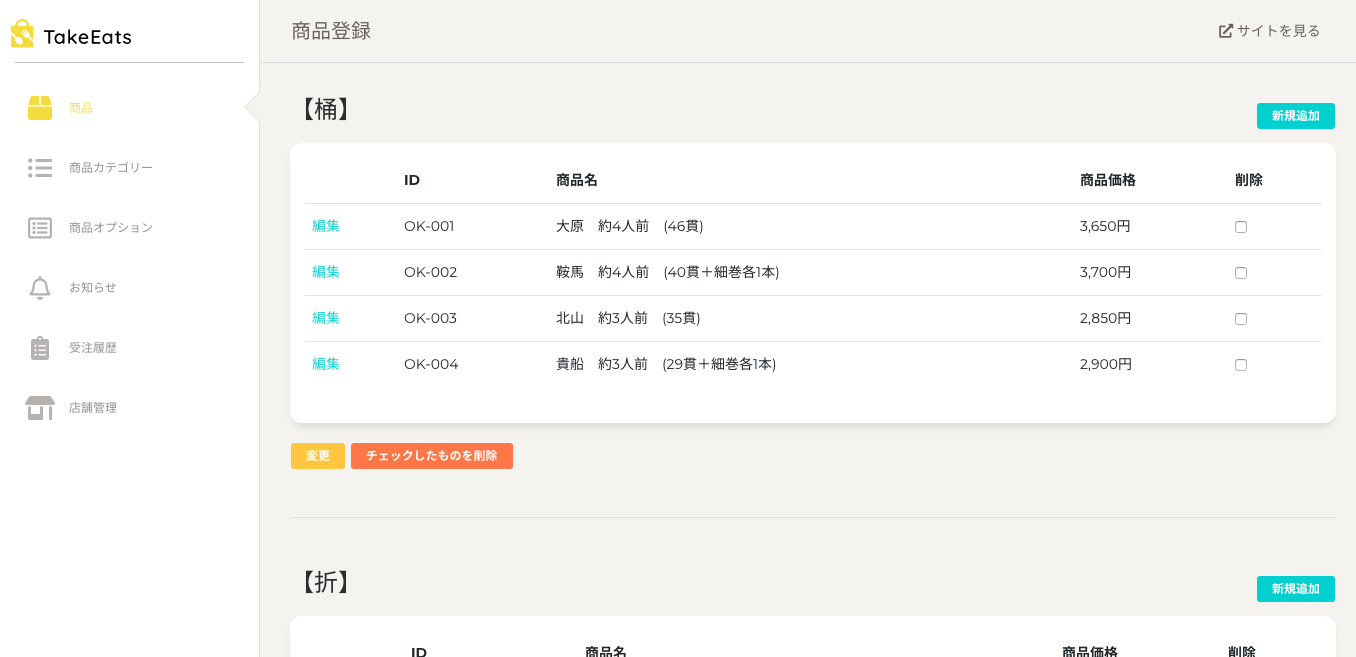 TakeEats
商品
商品カテゴリー
商品オプション
お知らせ
受注履歴
店舗管理
商品登録
サイトを見る
【桶】
新規追加
ID 商品名 商品価格 削除
編集 OK-001 大原　約4人前　(46貫) 3,650円
編集 OK-002 鞍馬　約4人前　(40貫＋細巻各1本) 3,700円
編集 OK-003 北山　約3人前　(35貫) 2,850円
編集 OK-004 貴船　約3人前　(29貫＋細巻各1本) 2,900円
変更 チェックしたものを削除
【折】
新規追加
ID 商品名 商品価格 削除